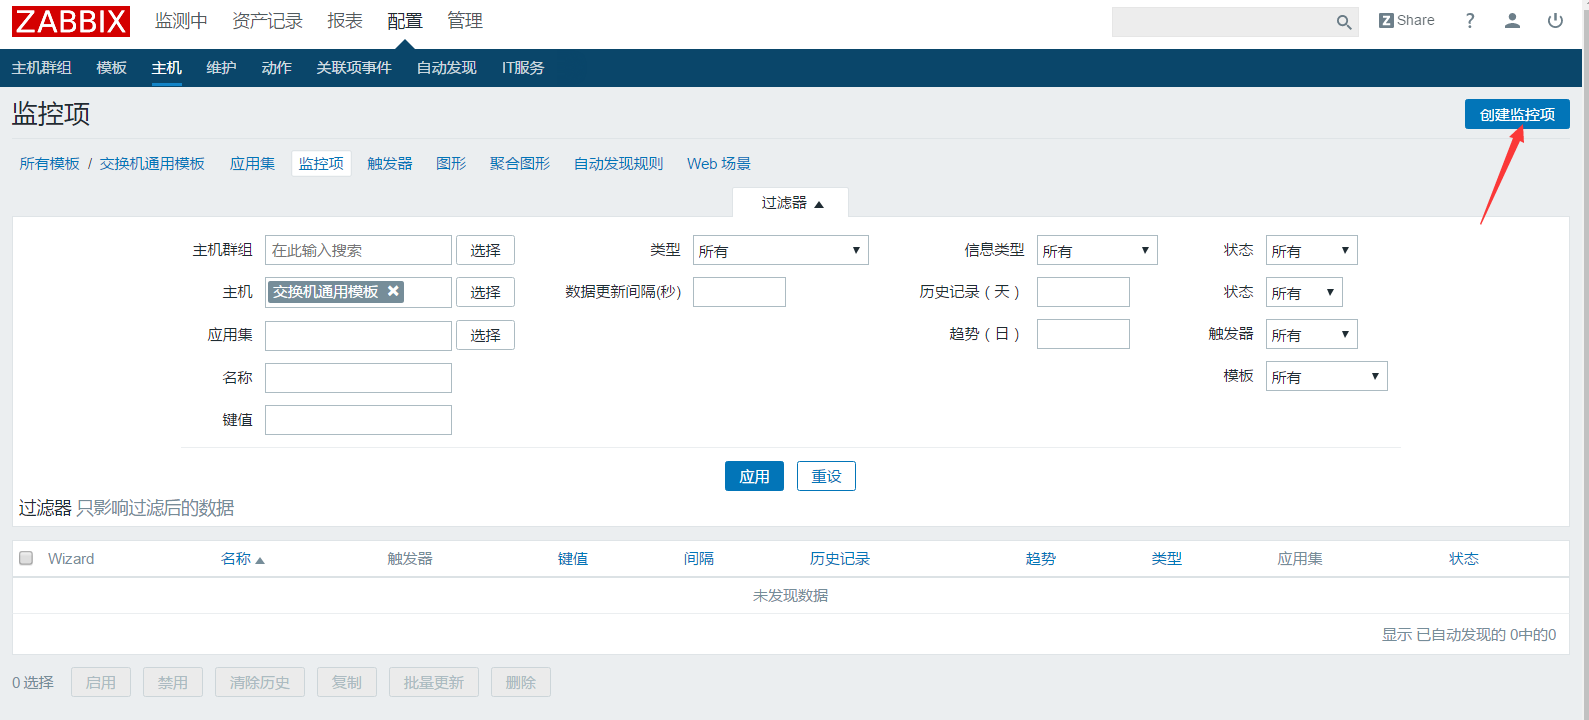 ZABBIX 监测中 资产记录 报表 配置 管理 Z Share ?
主机群组 模板 主机 维护 动作 关联项事件 自动发现 IT服务
监控项 创建监控项
所有模板 / 交换机通用模板 应用集 监控项 触发器 图形 聚合图形 自动发现规则 Web 场景
过滤器 ▲
主机群组 在此输入搜索 选择 类型 所有 信息类型 所有 状态 所有
主机 交换机通用模板 选择 数据更新间隔(秒) 历史记录（天） 状态 所有
应用集 选择 趋势（日） 触发器 所有
名称 模板 所有
键值
应用 重设
过滤器 只影响过滤后的数据
Wizard 名称▲ 触发器 键值 间隔 历史记录 趋势 类型 应用集 状态
未发现数据
显示 已自动发现的 0中的0
0 选择 启用 禁用 清除历史 复制 批量更新 删除